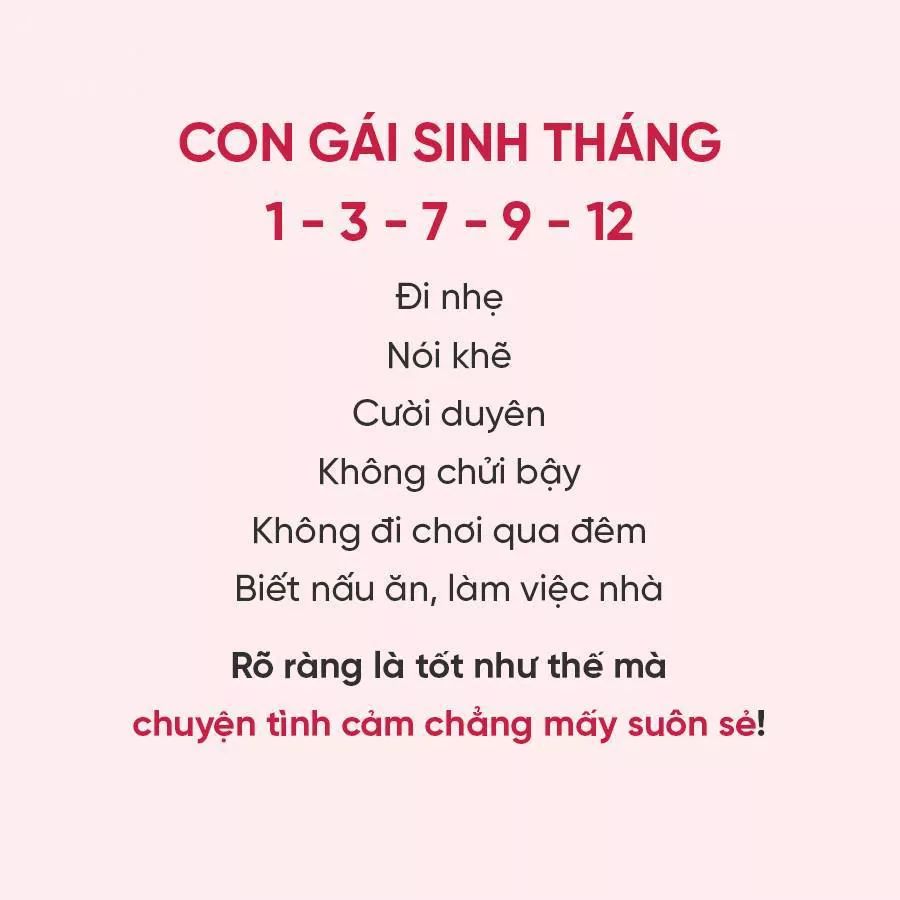 CON GÁI SINH THÁNG
1 - 3 - 7 - 9 - 12
Đi nhẹ
Nói khẽ
Cười duyên
Không chửi bậy
Không đi chơi qua đêm
Biết nấu ăn, làm việc nhà
Rõ ràng là tốt như thế mà
chuyện tình cảm chẳng mấy suôn sẻ!